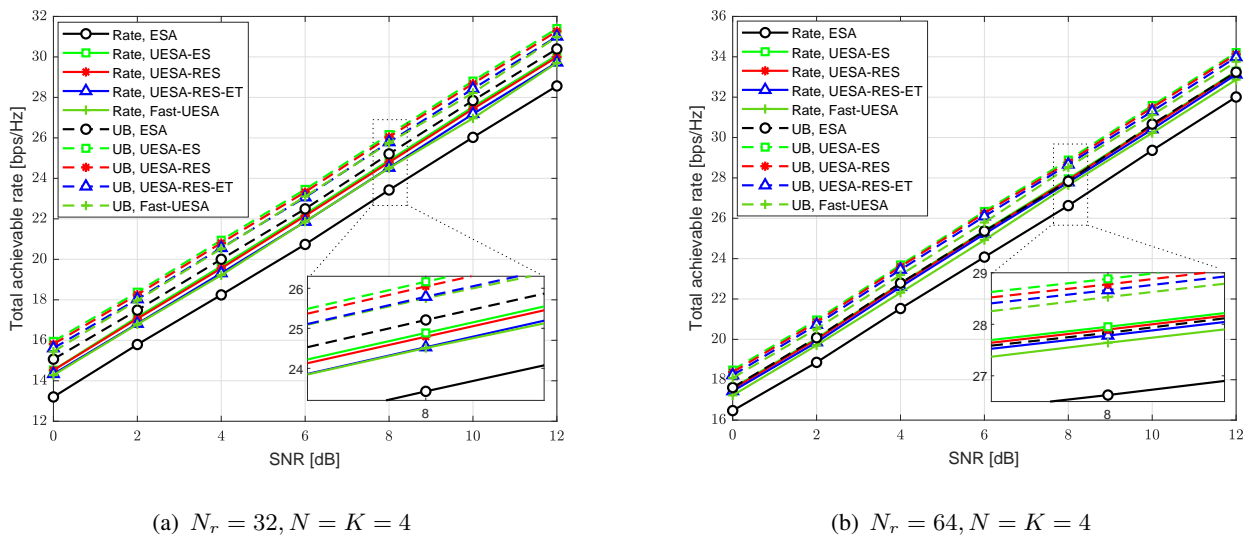 32
30
28
26
24
22
20
18
16
14
12
Total achievable rate [bps/Hz]
Rate, ESA
Rate, UESA-ES
Rate, UESA-RES
Rate, UESA-RES-ET
Rate, Fast-UESA
UB, ESA
UB, UESA-ES
UB, UESA-RES
UB, UESA-RES-ET
UB, Fast-UESA
26
25
24
8
0 2 4 6 8 10 12
SNR [dB]
(a) N_r = 32, N = K = 4
36
34
32
30
28
26
24
22
20
18
16
Total achievable rate [bps/Hz]
Rate, ESA
Rate, UESA-ES
Rate, UESA-RES
Rate, UESA-RES-ET
Rate, Fast-UESA
UB, ESA
UB, UESA-ES
UB, UESA-RES
UB, UESA-RES-ET
UB, Fast-UESA
29
28
27
8
0 2 4 6 8 10 12
SNR [dB]
(b) N_r = 64, N = K = 4